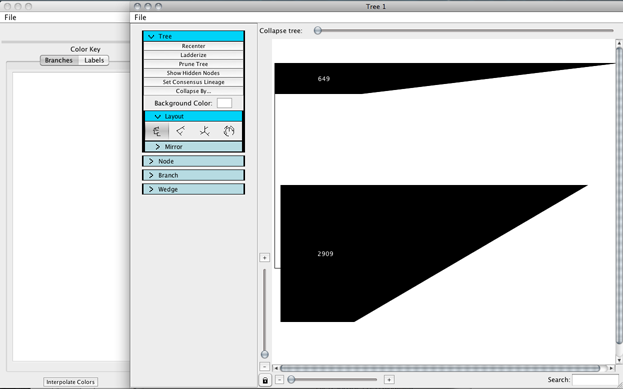 Tree 1
File
File
Color Key
Branches Labels
Interpolate Colors
Tree
Recenter
Ladderize
Prune Tree
Show Hidden Nodes
Set Consensus Lineage
Collapse By...
Background Color:
Layout
Mirror
Node
Branch
Wedge
Collapse tree:
649
2909
+
-
- +
Search: